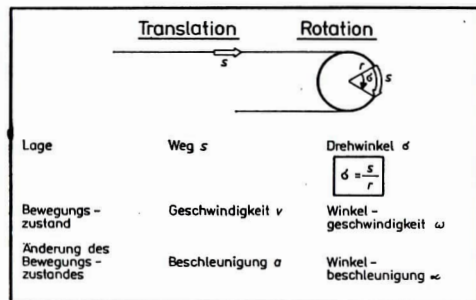 Translation Rotation
s
r
σ
s
Lage Weg s Drehwinkel σ
σ = s/r
Bewegungs- Geschwindigkeit v Winkel-
zustand geschwindigkeit ω
Änderung des
Bewegungs- Beschleunigung a Winkel-
zustandes beschleunigung α